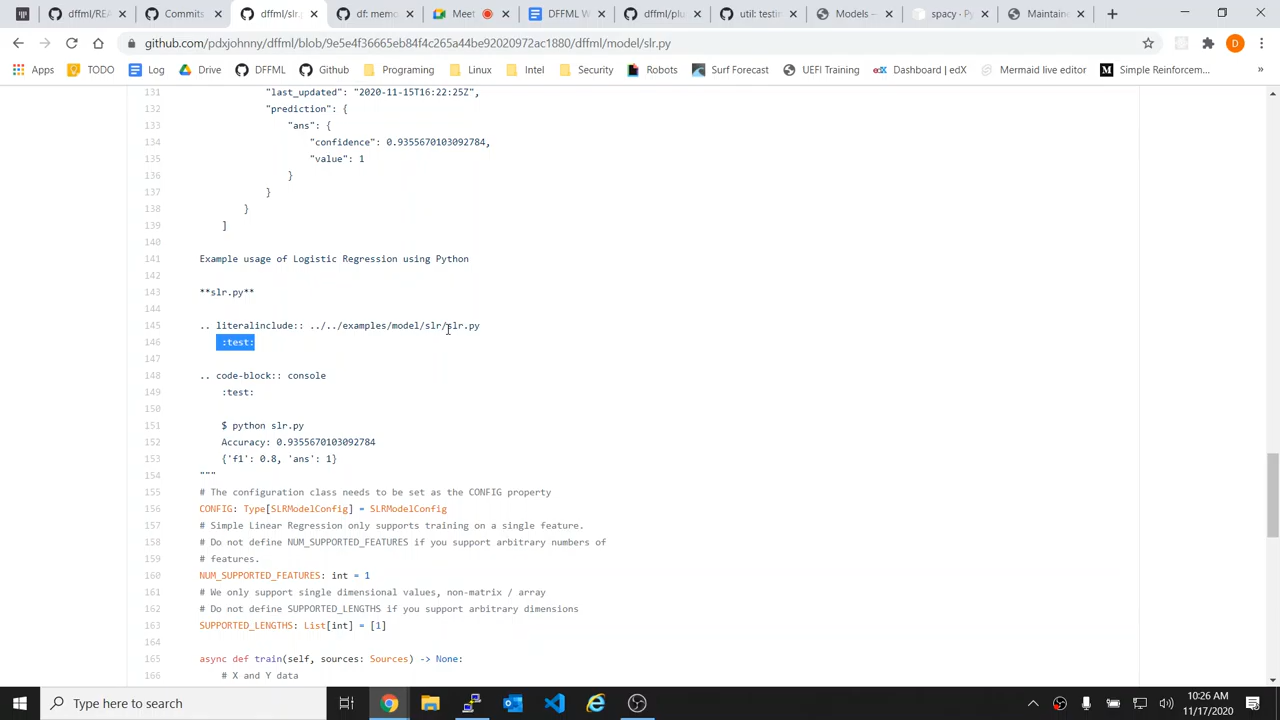 dffml/REA
Commits
dffml/slr.p
df: memo
Meet
DFFML W
dffml/plu
util: testin
Models –
spacy · Py
Maintaine
github.com/pdxjohnny/dffml/blob/9e5e4f36665eb84f4c265a44be92020972ac1880/dffml/model/slr.py
Apps TODO Log Drive DFFML Github Programing Linux Intel Security Robots Surf Forecast UEFI Training Dashboard | edX Mermaid live editor Simple Reinforcem...
131 "last_updated": "2020-11-15T16:22:25Z",
132 "prediction": {
133 "ans": {
134 "confidence": 0.9355670103092784,
135 "value": 1
136 }
137 }
138 }
139 ]
140
141 Example usage of Logistic Regression using Python
142
143 **slr.py**
144
145 .. literalinclude:: ../../examples/model/slr/slr.py
146 :test:
147
148 .. code-block:: console
149 :test:
150
151 $ python slr.py
152 Accuracy: 0.9355670103092784
153 {'f1': 0.8, 'ans': 1}
154 """
155 # The configuration class needs to be set as the CONFIG property
156 CONFIG: Type[SLRModelConfig] = SLRModelConfig
157 # Simple Linear Regression only supports training on a single feature.
158 # Do not define NUM_SUPPORTED_FEATURES if you support arbitrary numbers of
159 # features.
160 NUM_SUPPORTED_FEATURES: int = 1
161 # We only support single dimensional values, non-matrix / array
162 # Do not define SUPPORTED_LENGTHS if you support arbitrary dimensions
163 SUPPORTED_LENGTHS: List[int] = [1]
164
165 async def train(self, sources: Sources) -> None:
166 # X and Y data
Type here to search
10:26 AM
11/17/2020